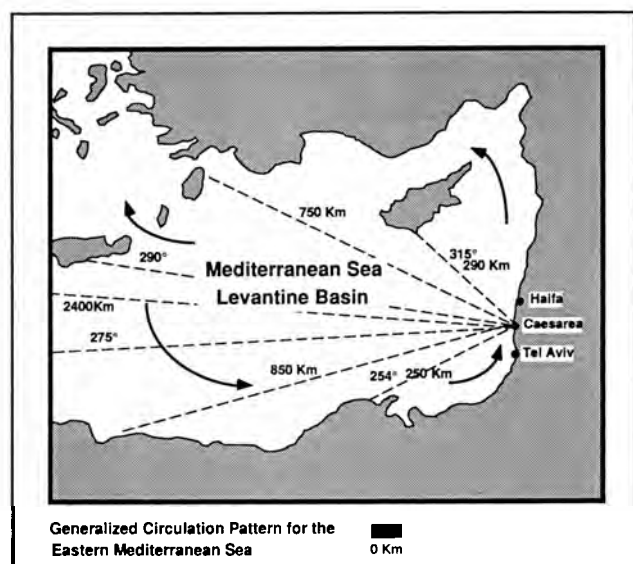 750 Km
315°
290 Km
290°
Mediterranean Sea
Levantine Basin
Haifa
2400Km
Caesarea
275°
Tel Aviv
850 Km
254°
250 Km
Generalized Circulation Pattern for the
Eastern Mediterranean Sea
0 Km